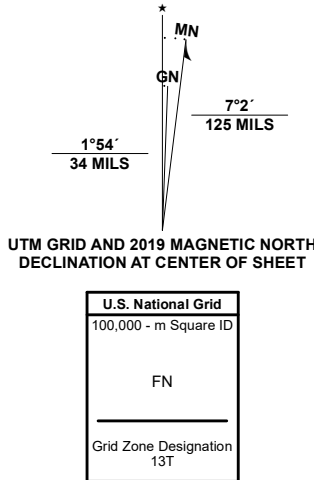 ★
MN
GN
7°2´
125 MILS
1°54´
34 MILS
UTM GRID AND 2019 MAGNETIC NORTH
DECLINATION AT CENTER OF SHEET
U.S. National Grid
100,000 - m Square ID
FN
Grid Zone Designation
13T